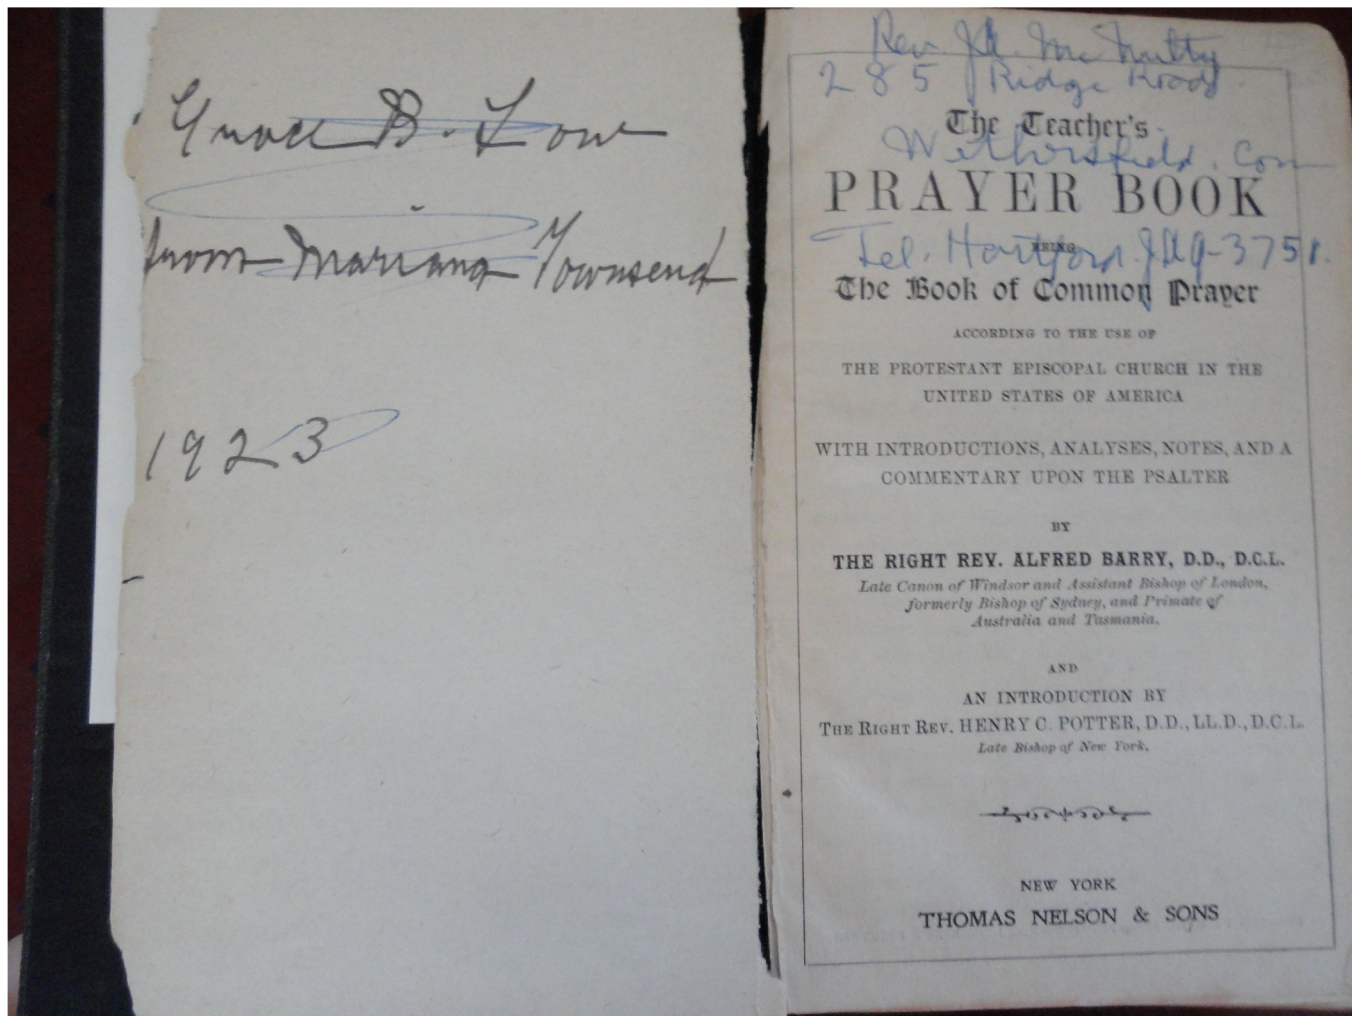 Grace B. Low
from Mariana Townsend
1923
Rev. J.A. McNulty
285 Ridge Road.
The Teacher's
Wethersfield. Conn
PRAYER BOOK
BEING
Tel. Hartford
The Book of Common Prayer
ACCORDING TO THE USE OF
THE PROTESTANT EPISCOPAL CHURCH IN THE
UNITED STATES OF AMERICA
WITH INTRODUCTIONS, ANALYSES, NOTES, AND A
COMMENTARY UPON THE PSALTER
BY
THE RIGHT REV. ALFRED BARRY, D.D., D.C.L.
Late Canon of Windsor and Assistant Bishop of London,
formerly Bishop of Sydney, and Primate of
Australia and Tasmania.
AND
AN INTRODUCTION BY
THE RIGHT REV. HENRY C. POTTER, D.D., LL.D., D.C.L.
Late Bishop of New York.
NEW YORK
THOMAS NELSON & SONS